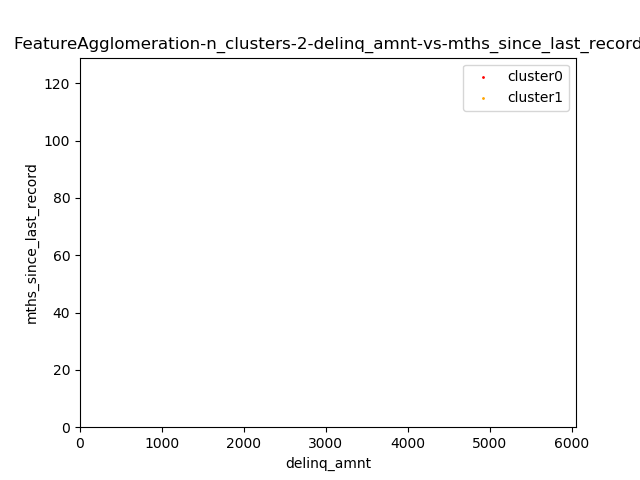 FeatureAgglomeration-n_clusters-2-delinq_amnt-vs-mths_since_last_record
cluster0
cluster1
120
100
80
60
40
20
0
mths_since_last_record
0 1000 2000 3000 4000 5000 6000
delinq_amnt